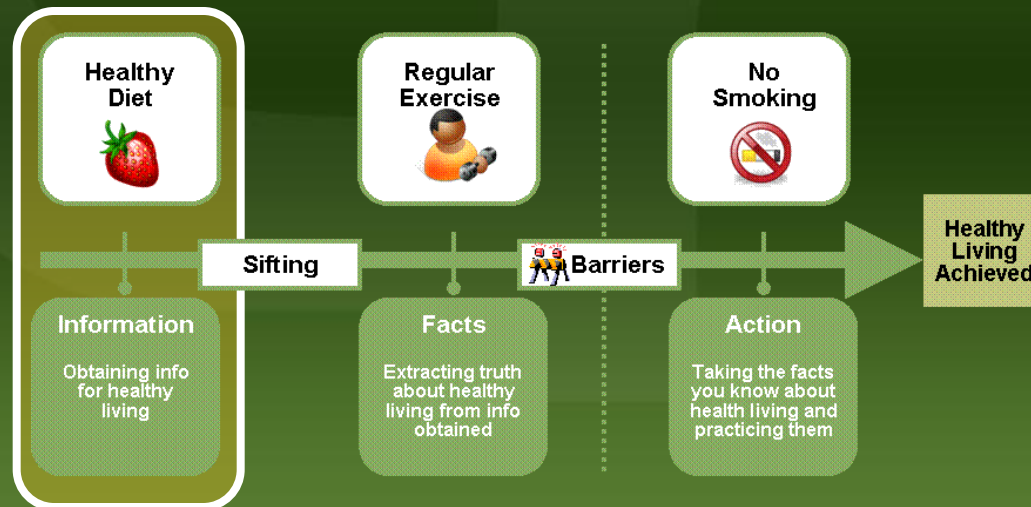 Healthy
Diet
Regular
Exercise
No
Smoking
Sifting
Barriers
Healthy
Living
Achieved
Information
Obtaining info
for healthy
living
Facts
Extracting truth
about healthy
living from info
obtained
Action
Taking the facts
you know about
health living and
practicing them